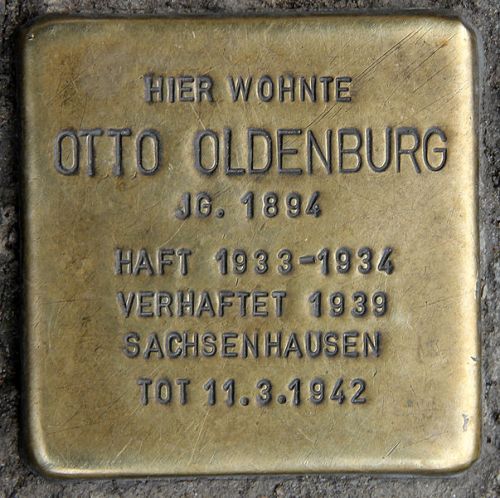 HIER WOHNTE
OTTO OLDENBURG
JG. 1894
HAFT 1933-1934
VERHAFTET 1939
SACHSENHAUSEN
TOT 11.3.1942